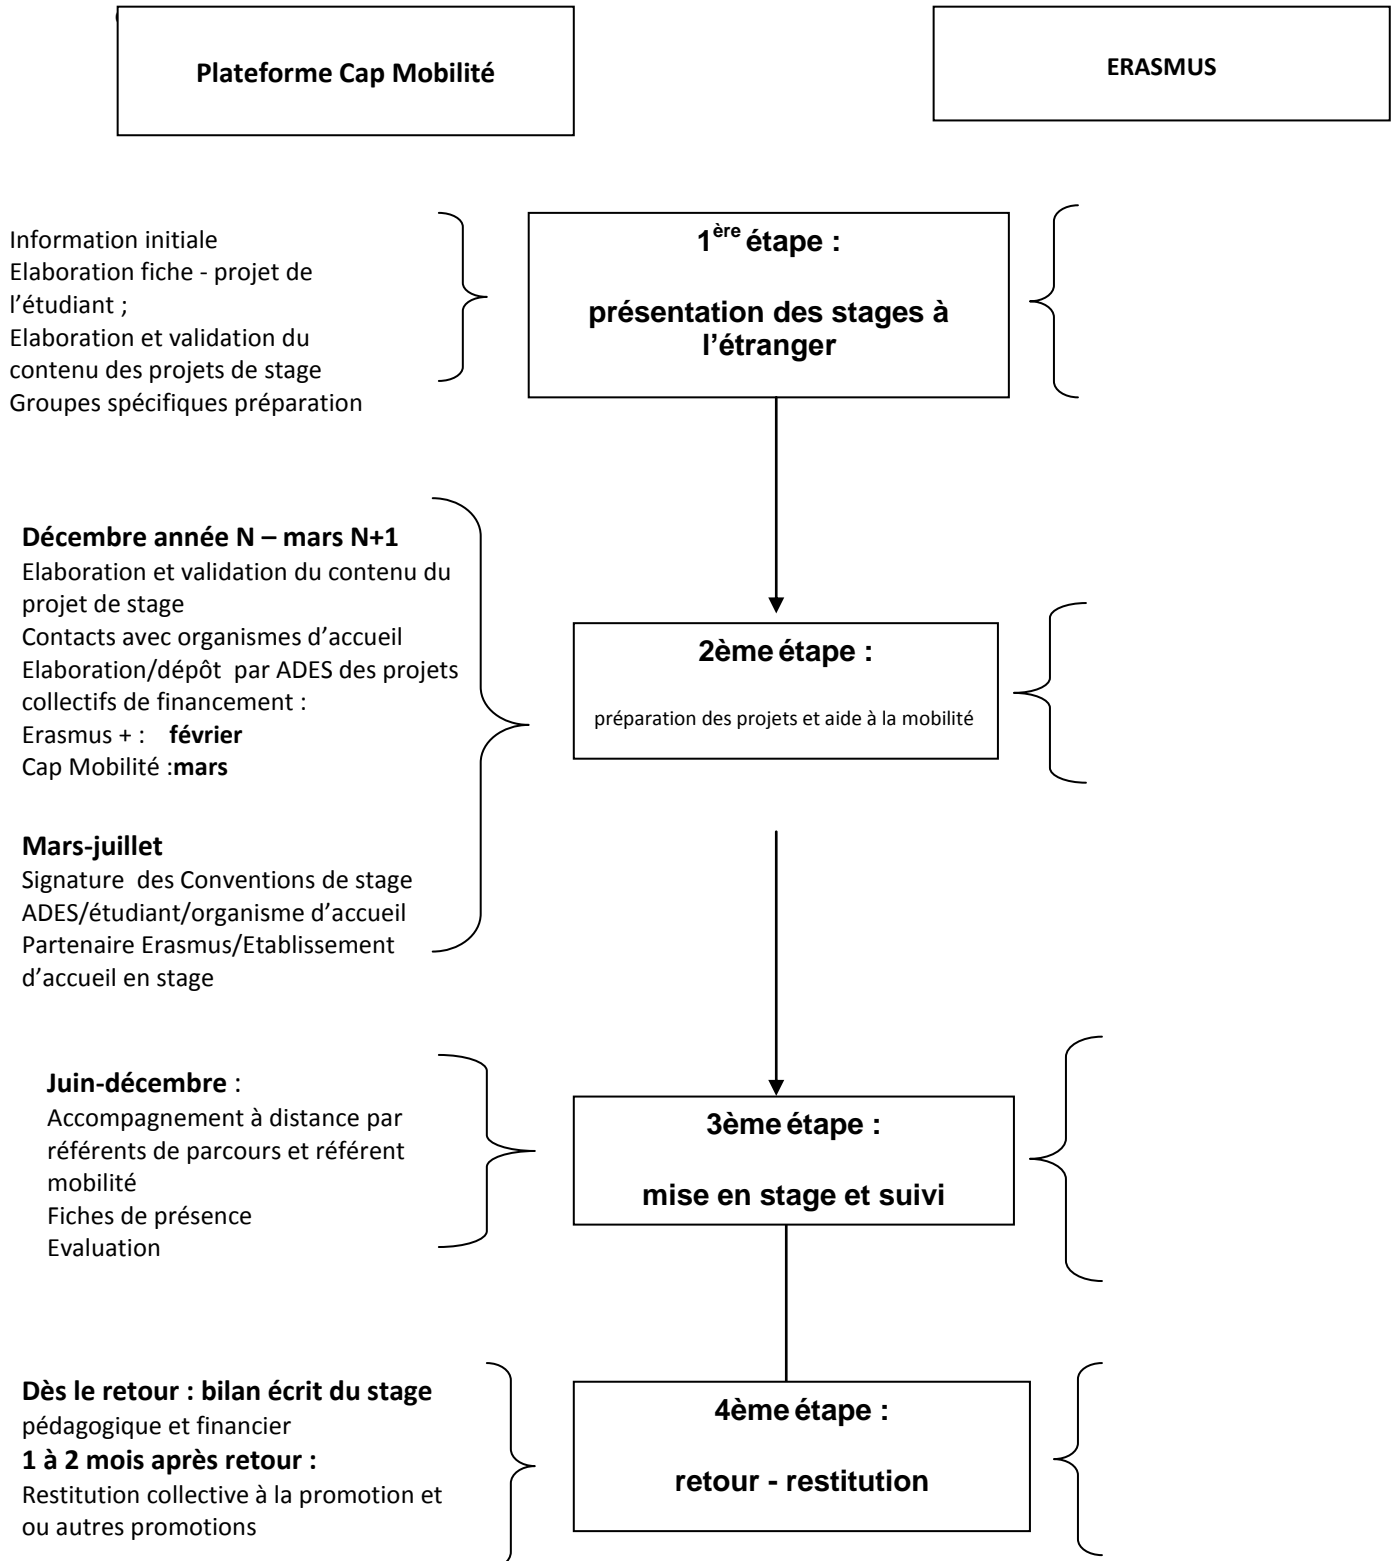 Plateforme Cap Mobilité
ERASMUS
Information initiale
Elaboration fiche - projet de
l’étudiant ;
Elaboration et validation du
contenu des projets de stage
Groupes spécifiques préparation
1ère étape :
présentation des stages à
l’étranger
Décembre année N – mars N+1
Elaboration et validation du contenu du
projet de stage
Contacts avec organismes d’accueil
Elaboration/dépôt par ADES des projets
collectifs de financement :
Erasmus + : février
Cap Mobilité :mars
Mars-juillet
Signature des Conventions de stage
ADES/étudiant/organisme d’accueil
Partenaire Erasmus/Etablissement
d’accueil en stage
2ème étape :
préparation des projets et aide à la mobilité
Juin-décembre :
Accompagnement à distance par
référents de parcours et référent
mobilité
Fiches de présence
Evaluation
3ème étape :
mise en stage et suivi
Dès le retour : bilan écrit du stage
pédagogique et financier
1 à 2 mois après retour :
Restitution collective à la promotion et
ou autres promotions
4ème étape :
retour - restitution